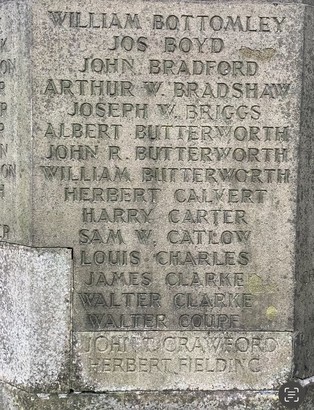 WILLIAM BOTTOMLEY
JOS BOYD
JOHN BRADFORD
ARTHUR W. BRADSHAW
JOSEPH W. BRIGGS
ALBERT BUTTERWORTH
JOHN R. BUTTERWORTH
WILLIAM BUTTERWORTH
HERBERT CALVERT
HARRY CARTER
SAM W. CATLOW
LOUIS CHARLES
JAMES CLARKE
WALTER CLARKE
WALTER COUPE
JOHN T. CRAWFORD
HERBERT FIELDING